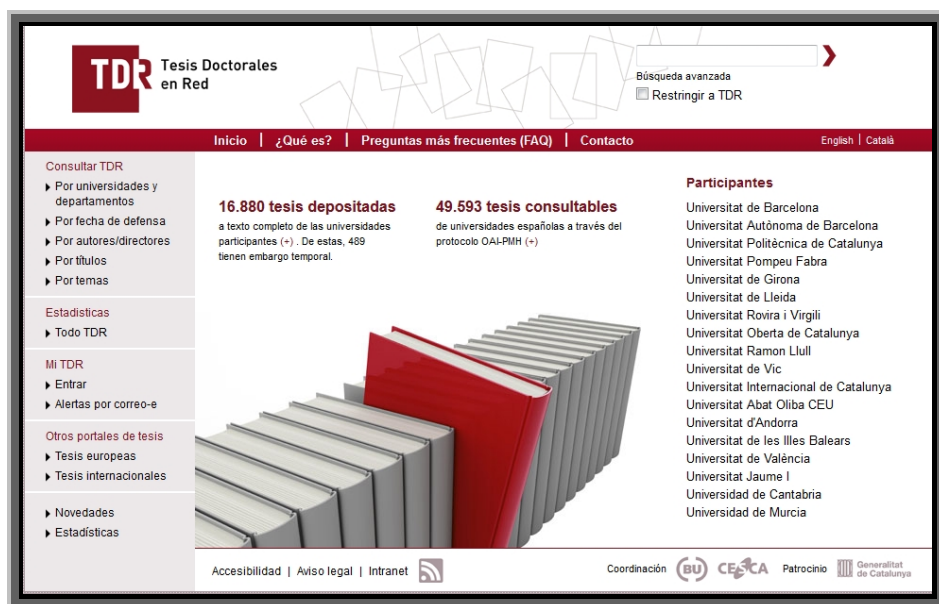 TDR Tesis Doctorales
en Red
Búsqueda avanzada
Restringir a TDR
Inicio | ¿Qué es? | Preguntas más frecuentes (FAQ) | Contacto
English | Català
Consultar TDR
Por universidades y
departamentos
Por fecha de defensa
Por autores/directores
Por títulos
Por temas
Estadisticas
Todo TDR
Mi TDR
Entrar
Alertas por correo-e
Otros portales de tesis
Tesis europeas
Tesis internacionales
Novedades
Estadísticas
16.880 tesis depositadas
a texto completo de las universidades
participantes (+) . De estas, 489
tienen embargo temporal.
49.593 tesis consultables
de universidades españolas a través del
protocolo OAI-PMH (+)
Participantes
Universitat de Barcelona
Universitat Autònoma de Barcelona
Universitat Politècnica de Catalunya
Universitat Pompeu Fabra
Universitat de Girona
Universitat de Lleida
Universitat Rovira i Virgili
Universitat Oberta de Catalunya
Universitat Ramon Llull
Universitat de Vic
Universitat Internacional de Catalunya
Universitat Abat Oliba CEU
Universitat d'Andorra
Universitat de les Illes Balears
Universitat de València
Universitat Jaume I
Universidad de Cantabria
Universidad de Murcia
Accesibilidad | Aviso legal | Intranet
Coordinación BU CESCA Patrocinio Generalitat
de Catalunya